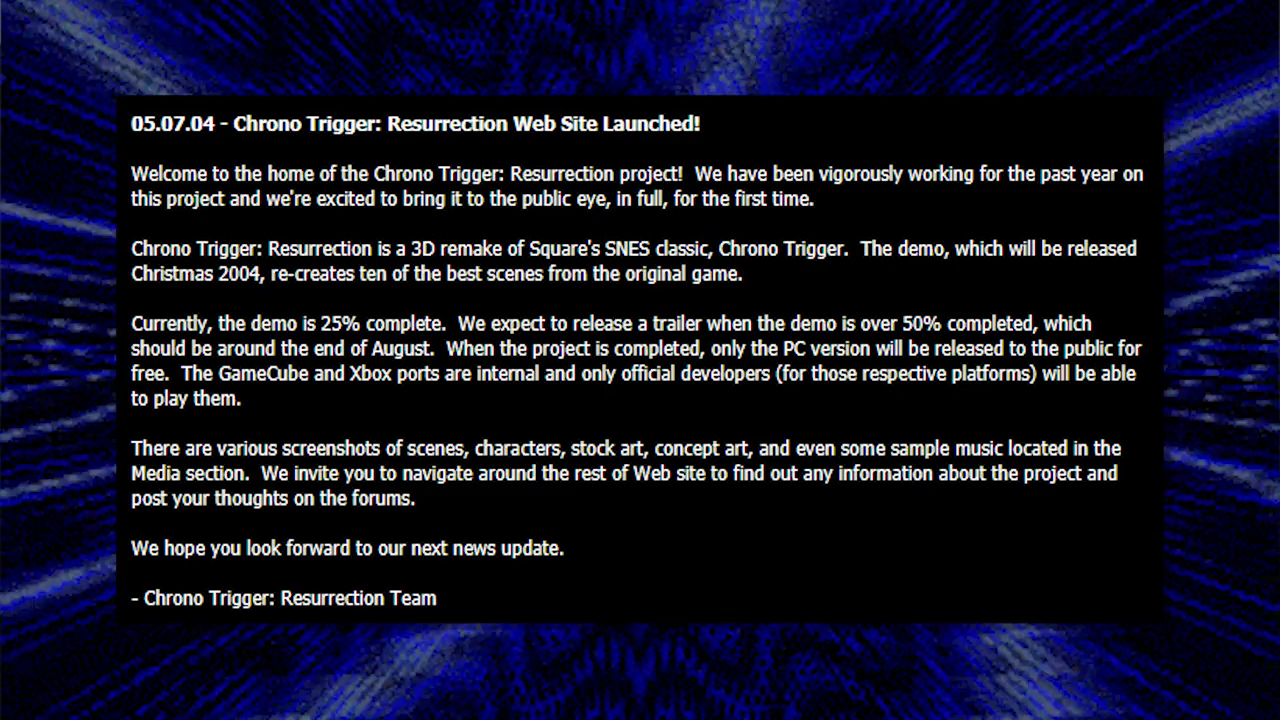 05.07.04 - Chrono Trigger: Resurrection Web Site Launched!
Welcome to the home of the Chrono Trigger: Resurrection project!  We have been vigorously working for the past year on
this project and we're excited to bring it to the public eye, in full, for the first time.
Chrono Trigger: Resurrection is a 3D remake of Square's SNES classic, Chrono Trigger.  The demo, which will be released
Christmas 2004, re-creates ten of the best scenes from the original game.
Currently, the demo is 25% complete.  We expect to release a trailer when the demo is over 50% completed, which
should be around the end of August.  When the project is completed, only the PC version will be released to the public for
free.  The GameCube and Xbox ports are internal and only official developers (for those respective platforms) will be able
to play them.
There are various screenshots of scenes, characters, stock art, concept art, and even some sample music located in the
Media section.  We invite you to navigate around the rest of Web site to find out any information about the project and
post your thoughts on the forums.
We hope you look forward to our next news update.
- Chrono Trigger: Resurrection Team